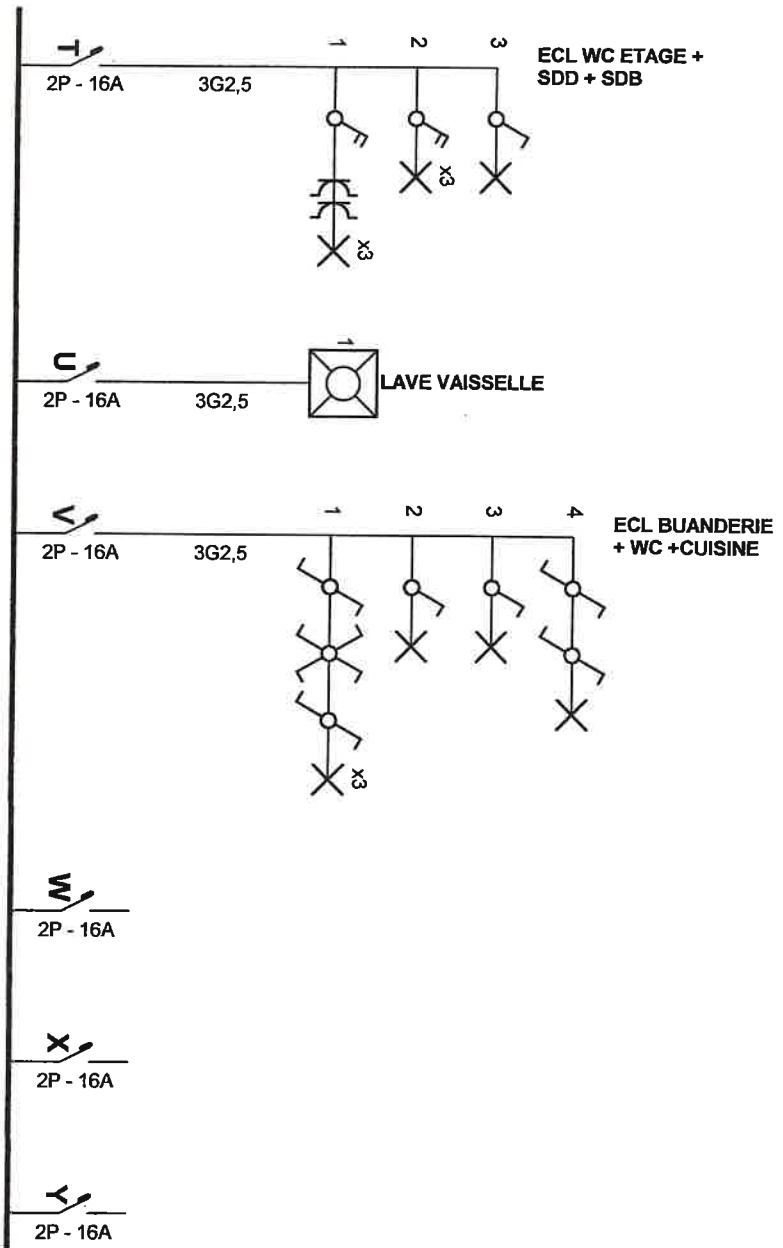 T
2P - 16A
3G2,5
1
2
3
ECL WC ETAGE +
SDD + SDB
x3
x3
U
2P - 16A
3G2,5
1
LAVE VAISSELLE
V
2P - 16A
3G2,5
1
2
3
4
ECL BUANDERIE
+ WC +CUISINE
x3
W
2P - 16A
X
2P - 16A
Y
2P - 16A